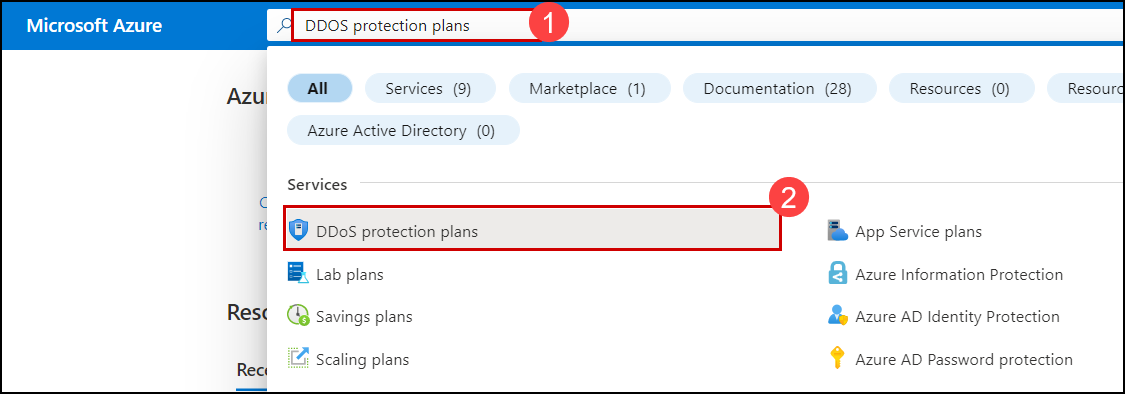 Microsoft Azure
DDOS protection plans
1
All
Services (9)
Marketplace (1)
Documentation (28)
Resources (0)
Resourc
Azure Active Directory (0)
Azu
Services
2
DDoS protection plans
App Service plans
Lab plans
Azure Information Protection
Savings plans
Azure AD Identity Protection
Scaling plans
Azure AD Password protection
re
Reso
Rece